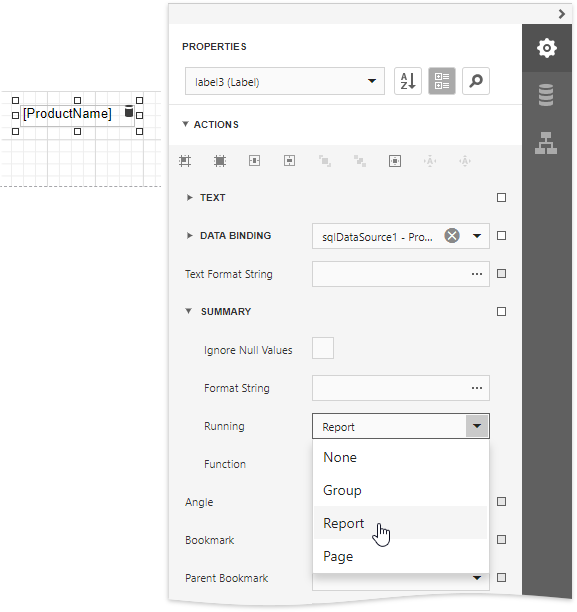 PROPERTIES
label3 (Label)
A
Z
ACTIONS
[ProductName]
TEXT
DATA BINDING
sqlDataSource1 - Pro...
Text Format String
...
SUMMARY
Ignore Null Values
Format String
...
Running
Report
Function
None
Group
Report
Page
Angle
Bookmark
Parent Bookmark